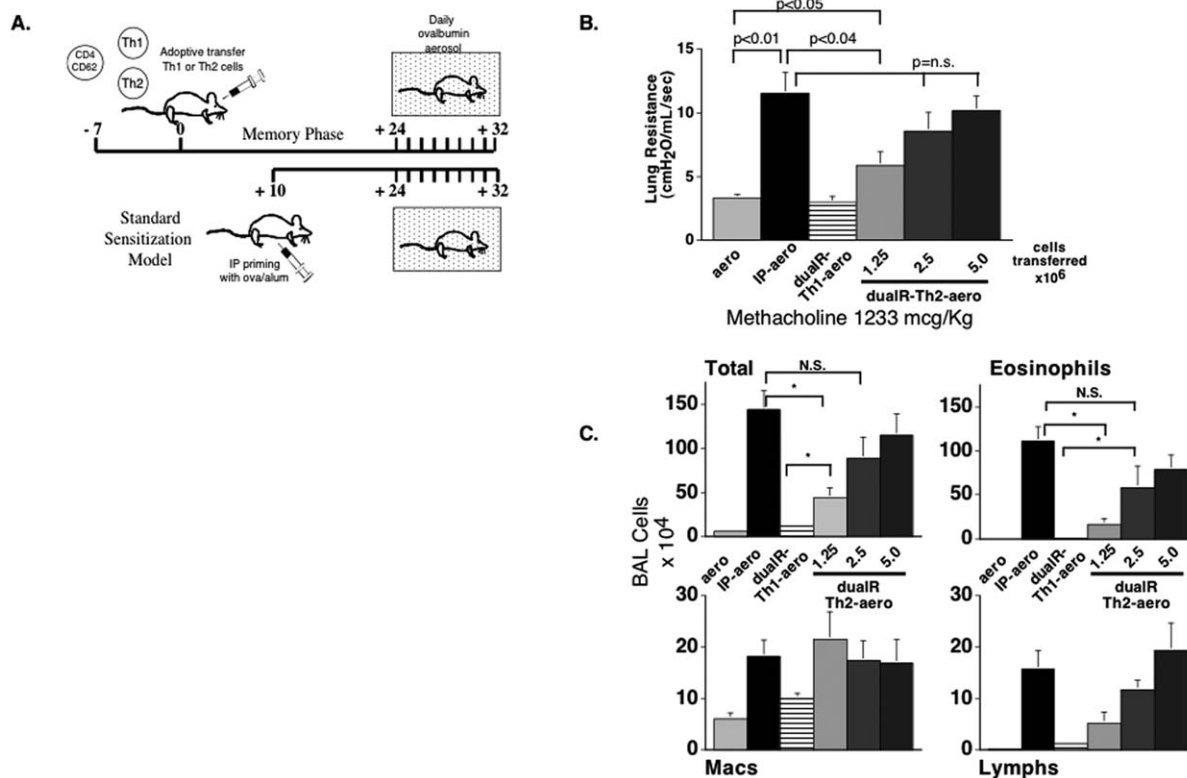 A.
CD4
CD62
Th1
Th2
Adoptive transfer
Th1 or Th2 cells
Daily
ovalbumin
aerosol
- 7
0
Memory Phase
+ 24
+ 32
+ 10
+ 24
+ 32
Standard
Sensitization
Model
IP priming
with ova/alum
B.
p<0.05
p<0.01
p<0.04
p=n.s.
Lung Resistance
(cmH2O/mL/sec)
15
10
5
0
aero
IP-aero
dualR-
Th1-aero
1.25
2.5
5.0
cells
transferred
x10⁶
dualR-Th2-aero
Methacholine 1233 mcg/Kg
C.
BAL Cells
x 10⁴
Total
N.S.
*
*
150
100
50
0
aero
IP-aero
dualR-
Th1-aero
1.25
2.5
5.0
dualR
Th2-aero
Eosinophils
N.S.
*
*
150
100
50
0
aero
IP-aero
dualR-
Th1-aero
1.25
2.5
5.0
dualR
Th2-aero
30
20
10
0
Macs
30
20
10
0
Lymphs